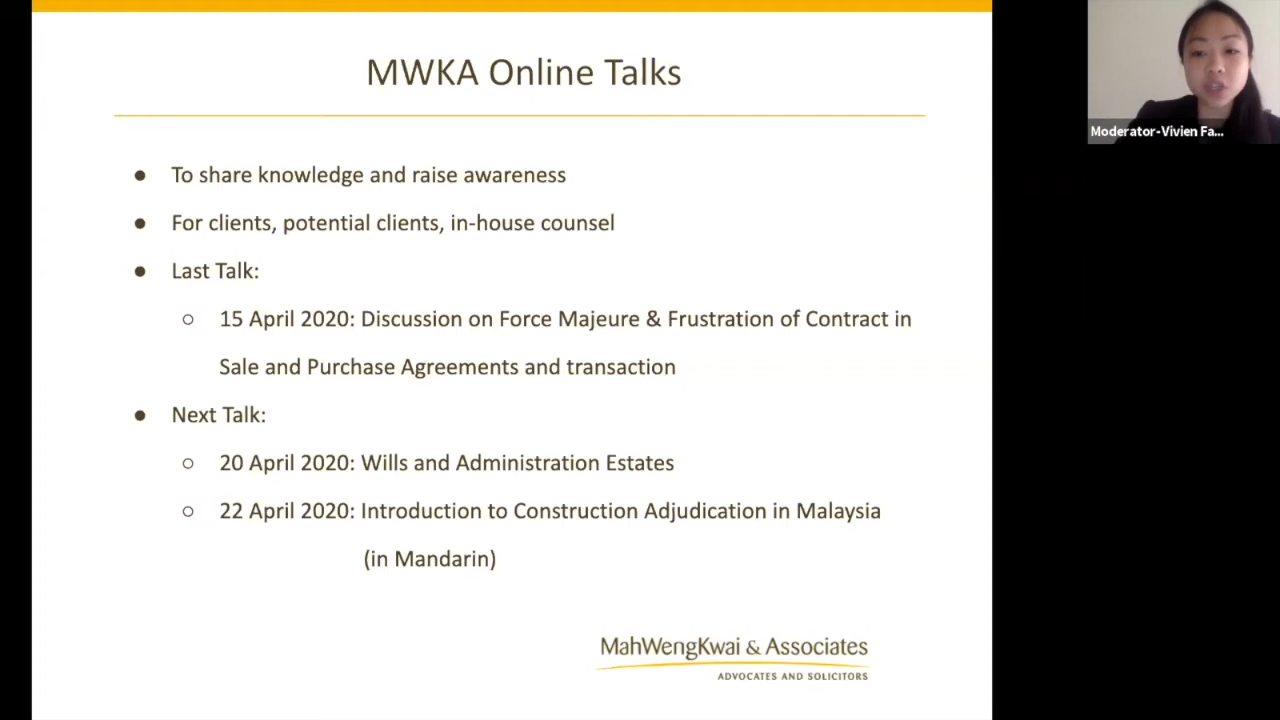 MWKA Online Talks
● To share knowledge and raise awareness
● For clients, potential clients, in-house counsel
● Last Talk:
○ 15 April 2020: Discussion on Force Majeure & Frustration of Contract in
Sale and Purchase Agreements and transaction
● Next Talk:
○ 20 April 2020: Wills and Administration Estates
○ 22 April 2020: Introduction to Construction Adjudication in Malaysia
(in Mandarin)
MahWengKwai & Associates
ADVOCATES AND SOLICITORS
Moderator-Vivien Fa...